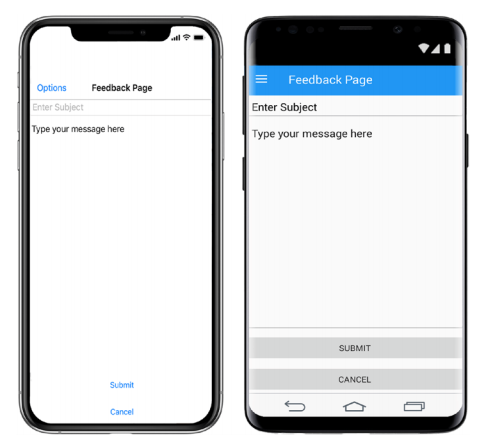 Options Feedback Page
Enter Subject
Type your message here
Submit
Cancel
Feedback Page
Enter Subject
Type your message here
SUBMIT
CANCEL